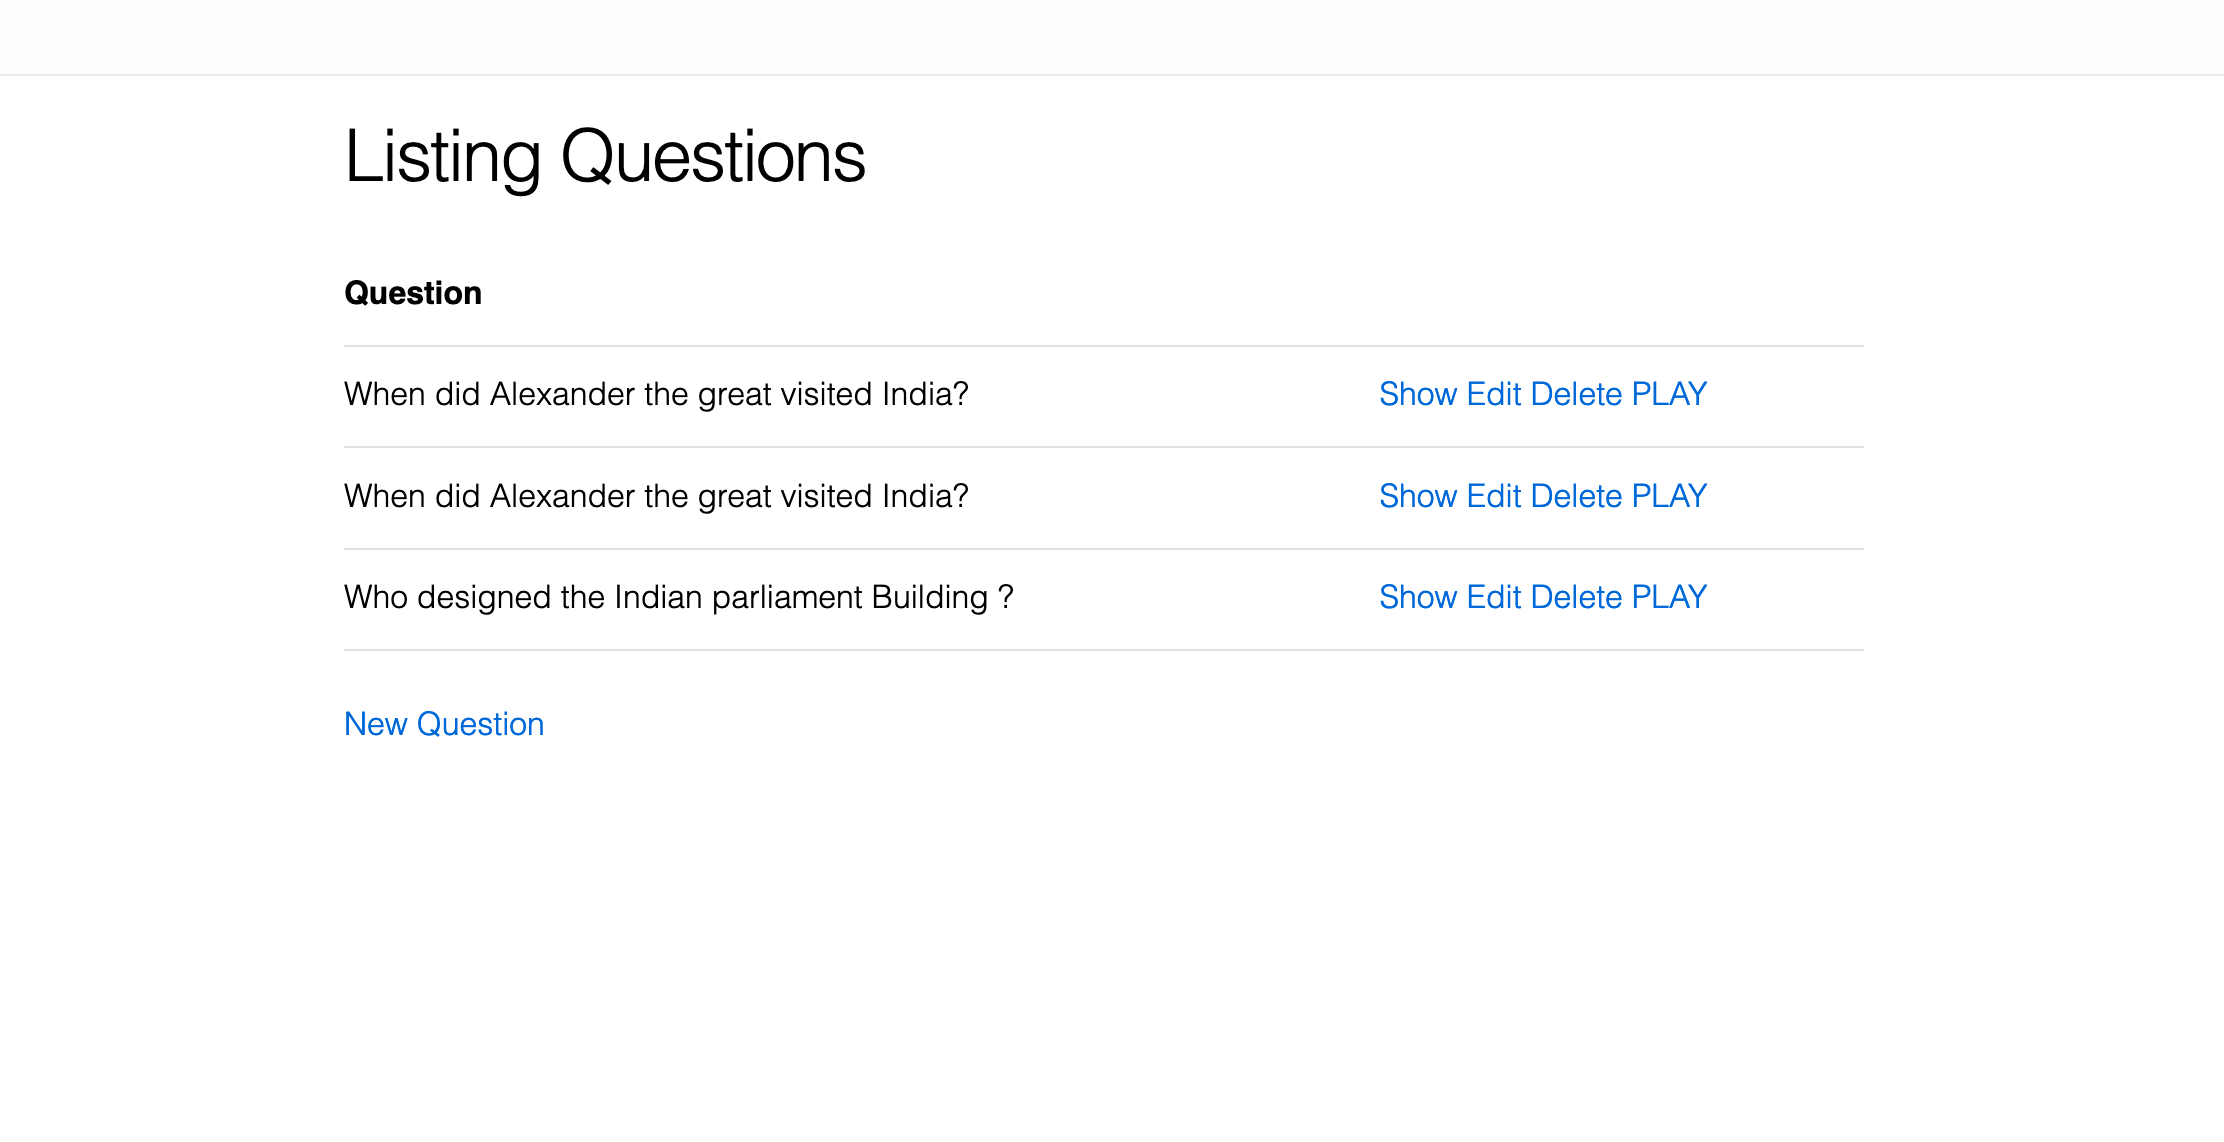 Listing Questions
Question
When did Alexander the great visited India? Show Edit Delete PLAY
When did Alexander the great visited India? Show Edit Delete PLAY
Who designed the Indian parliament Building ? Show Edit Delete PLAY
New Question